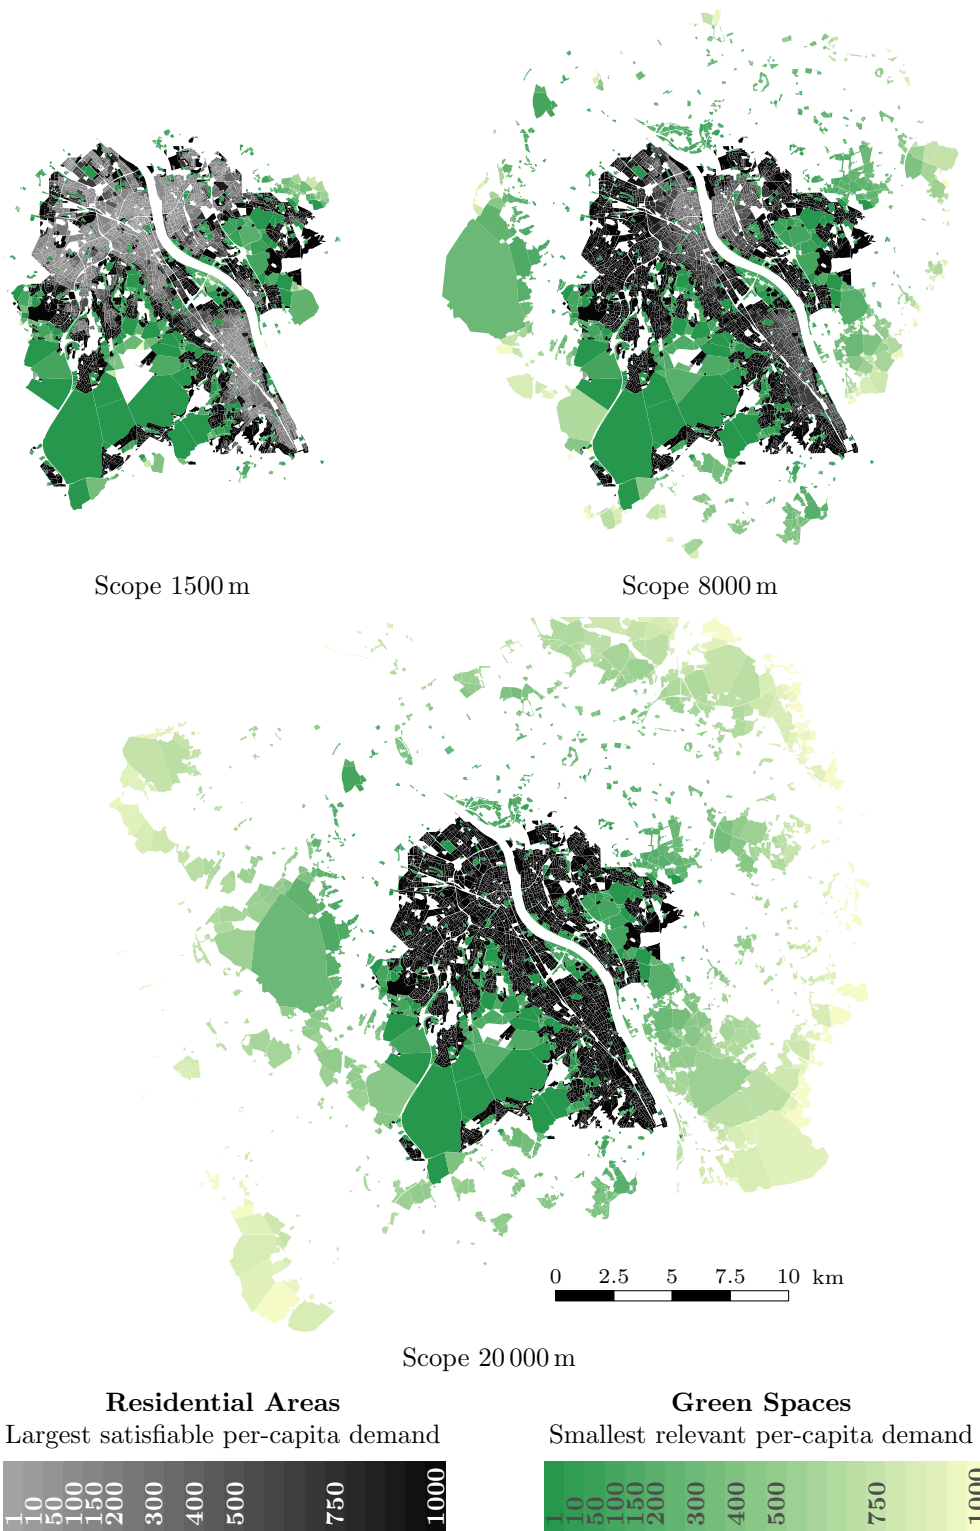 Scope 1500 m
Scope 8000 m
0 2.5 5 7.5 10 km
Scope 20 000 m
Residential Areas
Largest satisfiable per-capita demand
1 10 50 100 150 200 300 400 500 750 1000
Green Spaces
Smallest relevant per-capita demand
1 10 50 100 150 200 300 400 500 750 1000